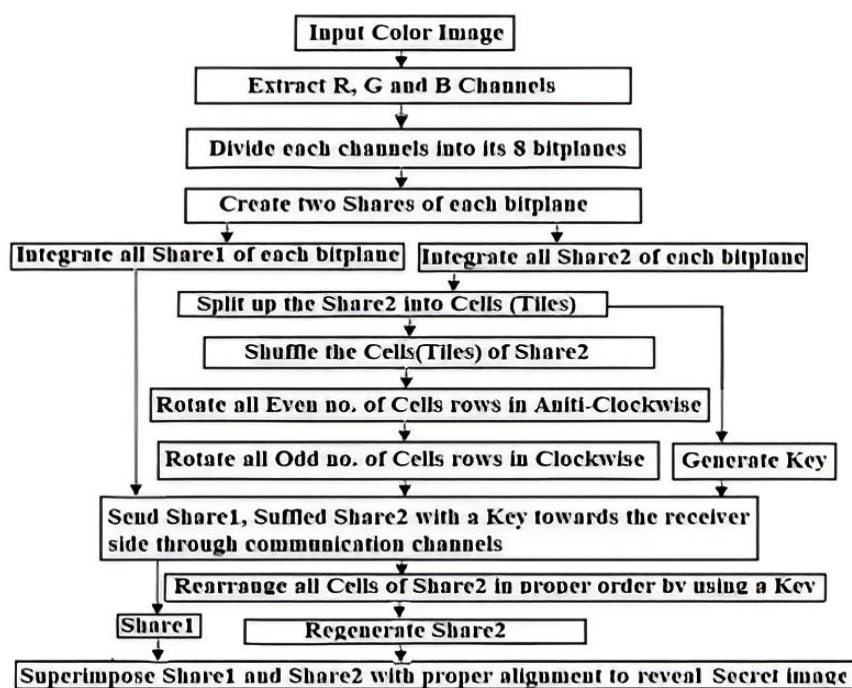 Input Color Image
Extract R, G and B Channels
Divide each channels into its 8 bitplanes
Create two Shares of each bitplane
Integrate all Share1 of each bitplane
Integrate all Share2 of each bitplane
Split up the Share2 into Cells (Tiles)
Shuffle the Cells(Tiles) of Share2
Rotate all Even no. of Cells rows in Aniti-Clockwise
Rotate all Odd no. of Cells rows in Clockwise
Generate Key
Send Share1, Suffled Share2 with a Key towards the receiver
side through communication channels
Rearrange all Cells of Share2 in proper order by using a Key
Share1
Regenerate Share2
Superimpose Share1 and Share2 with proper alignment to reveal Secret image